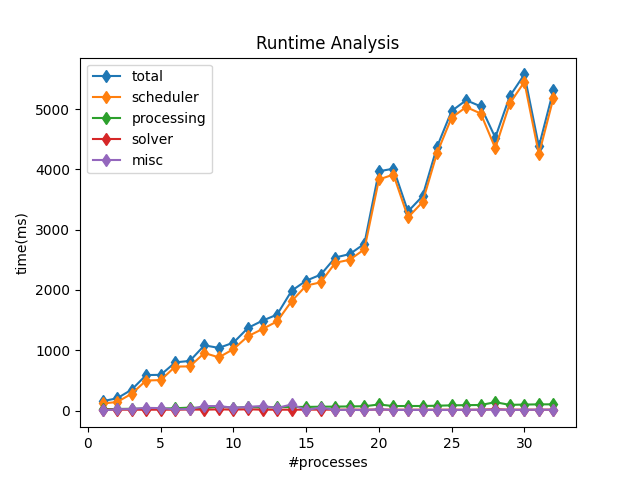 Runtime Analysis
total
scheduler
processing
solver
misc
time(ms)
5000
4000
3000
2000
1000
0
0 5 10 15 20 25 30
#processes